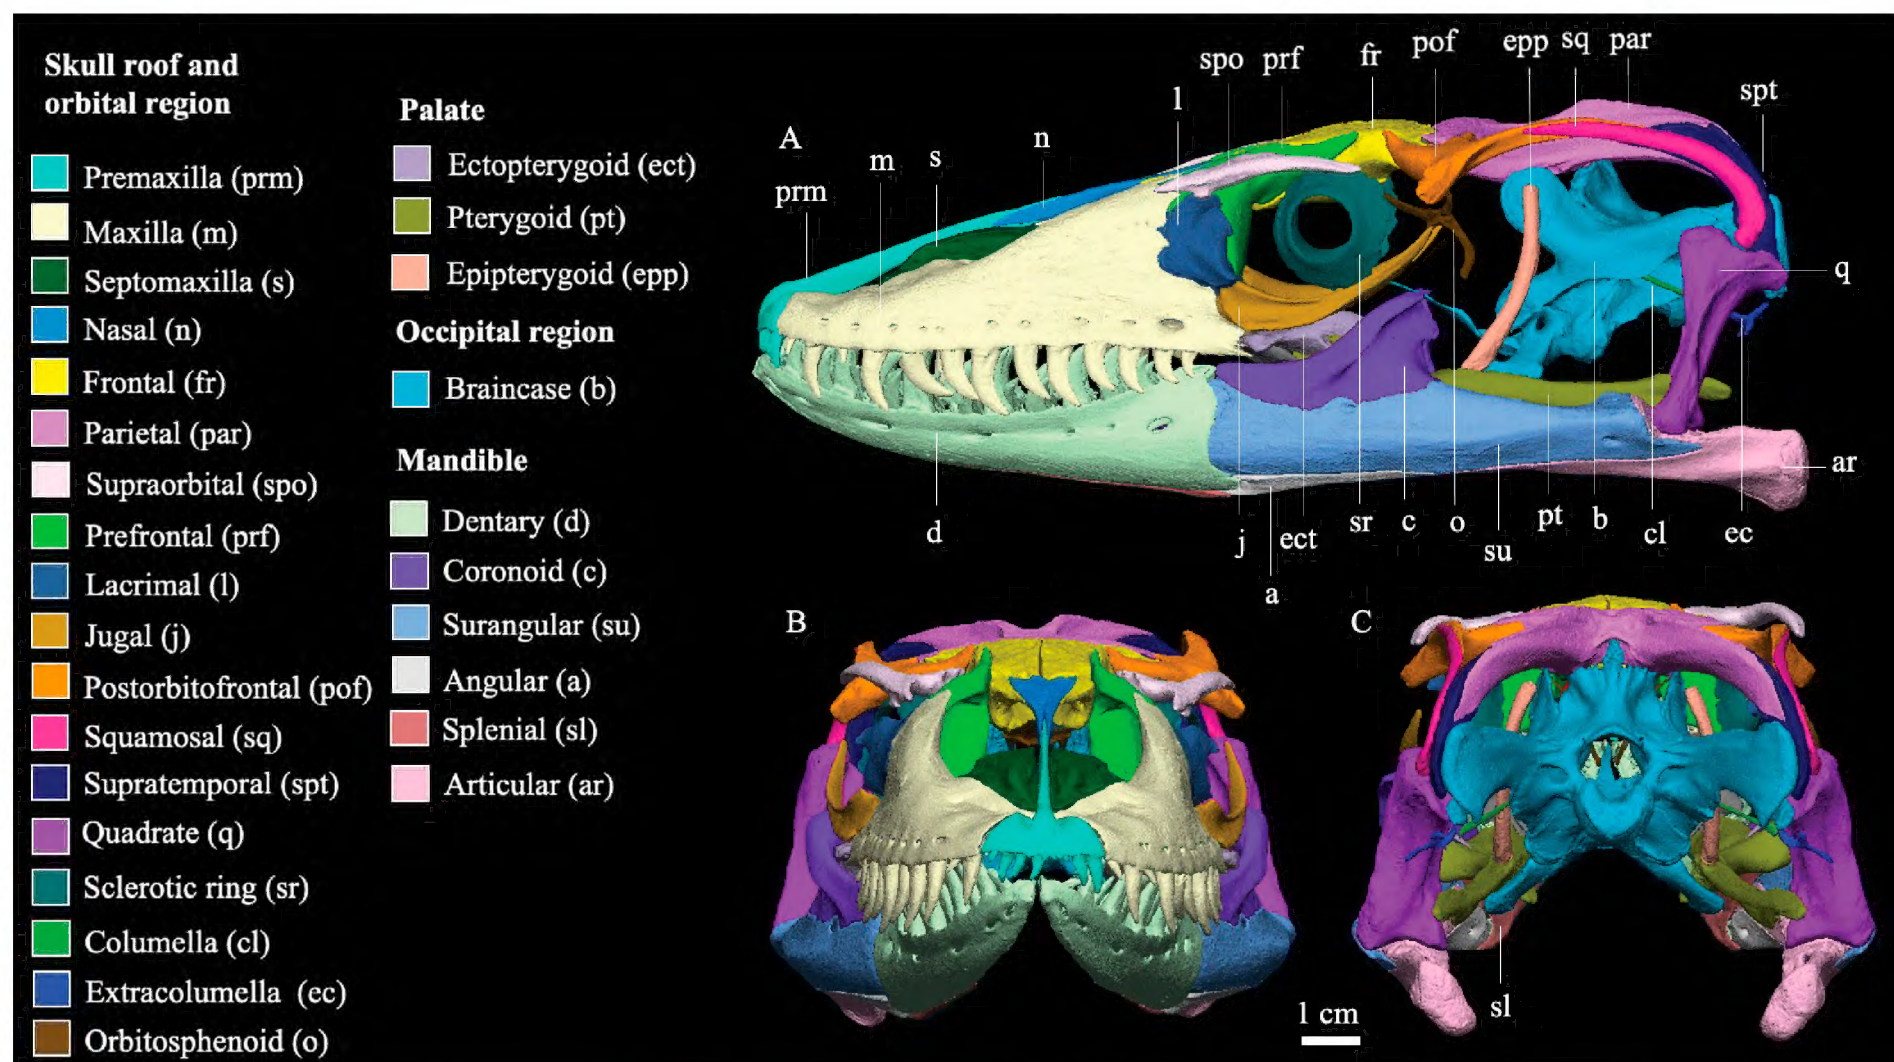 Skull roof and
orbital region
Premaxilla (prm)
Maxilla (m)
Septomaxilla (s)
Nasal (n)
Frontal (fr)
Parietal (par)
Supraorbital (spo)
Prefrontal (prf)
Lacrimal (l)
Jugal (j)
Postorbitofrontal (pof)
Squamosal (sq)
Supratemporal (spt)
Quadrate (q)
Sclerotic ring (sr)
Columella (cl)
Extracolumella (ec)
Orbitosphenoid (o)
Palate
Ectopterygoid (ect)
Pterygoid (pt)
Epipterygoid (epp)
Occipital region
Braincase (b)
Mandible
Dentary (d)
Coronoid (c)
Surangular (su)
Angular (a)
Splenial (sl)
Articular (ar)
A
prm
m
s
n
l
spo
prf
fr
pof
epp
sq
par
spt
q
ar
d
j
a
ect
sr
c
o
su
pt
b
cl
ec
B
1 cm
C
sl